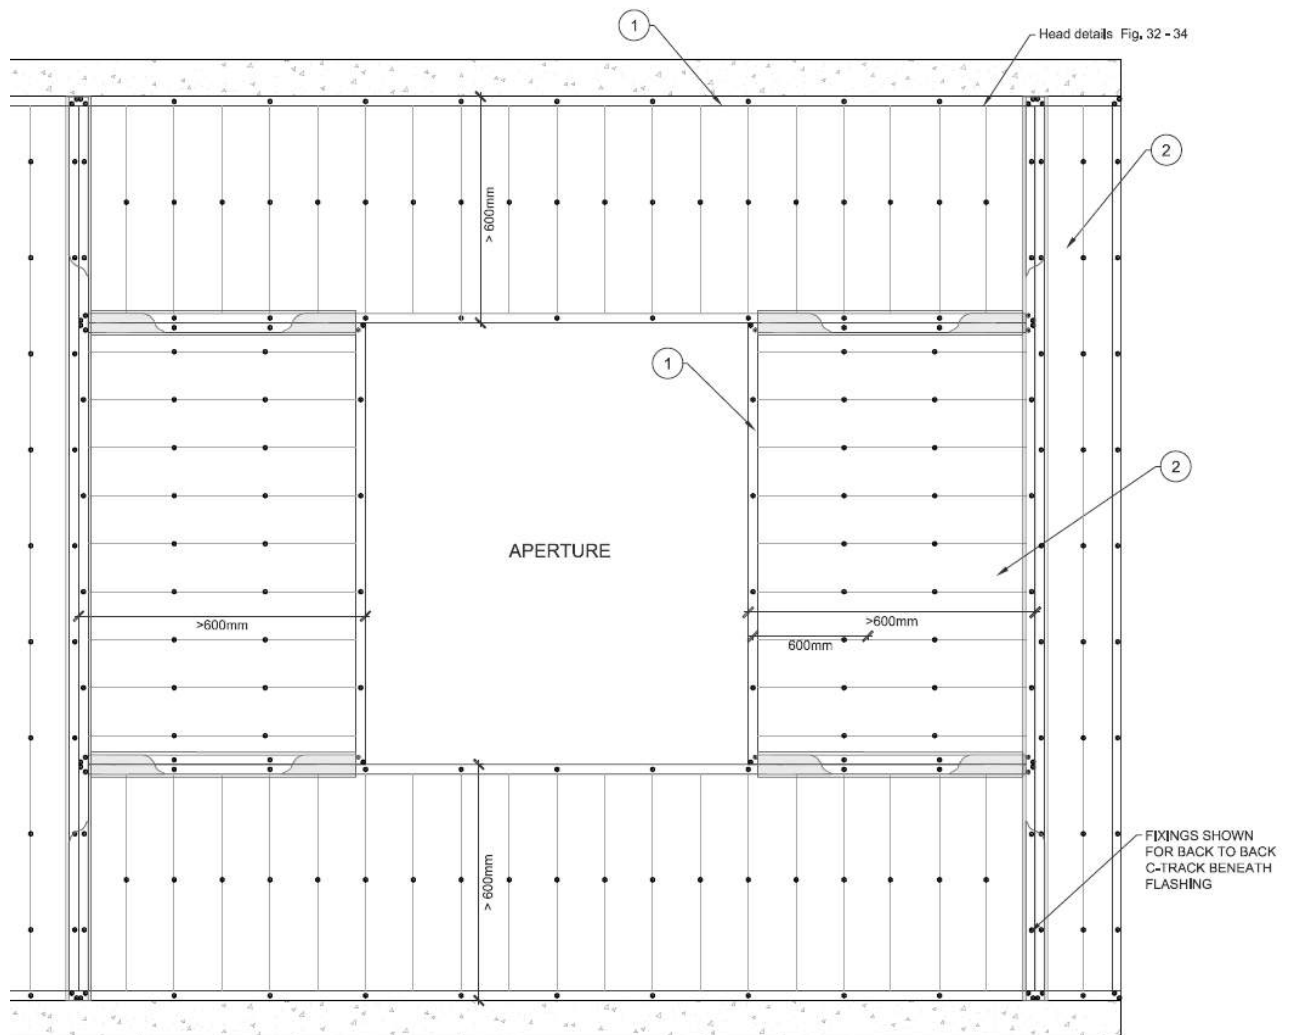 1
Head details Fig. 32 - 34
2
> 600mm
1
2
APERTURE
>600mm
>600mm
600mm
> 600mm
FIXINGS SHOWN
FOR BACK TO BACK
C-TRACK BENEATH
FLASHING